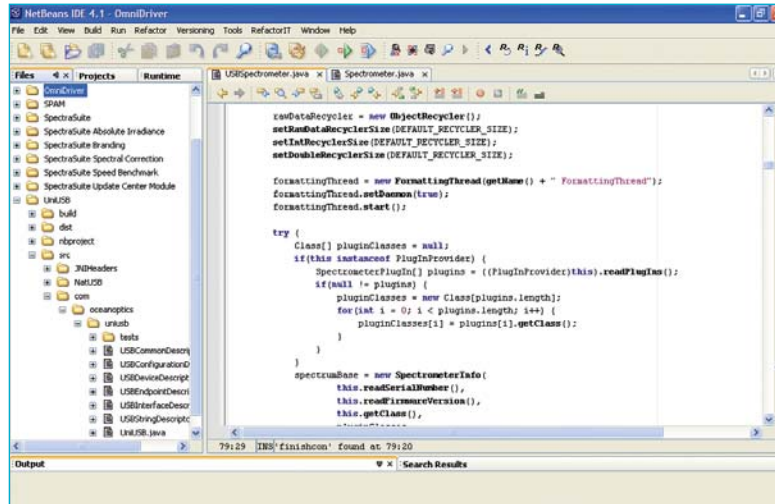 NetBeans IDE 4.1 - OmniDriver
File Edit View Build Run Refactor Versioning Tools RefactorIT Window Help
Files Projects Runtime
USBSpectrometer.java x Spectrometer.java x
OmniDriver
SPAM
SpectraSuite
SpectraSuite Absolute Irradiance
SpectraSuite Branding
SpectraSuite Spectral Correction
SpectraSuite Speed Benchmark
SpectraSuite Update Center Module
UniUSB
build
dist
nbproject
src
JNIHeaders
NatUSB
com
oceanoptics
uniusb
tests
USBCommonDescrip
USBConfigurationD
USBDeviceDescript
USBEndpointDescri
USBInterfaceDescr
USBStringDescriptc
UniUSB.java
rawDataRecycler = new ObjectRecycler();
setRawDataRecyclerSize(DEFAULT_RECYCLER_SIZE);
setIntRecyclerSize(DEFAULT_RECYCLER_SIZE);
setDoubleRecyclerSize(DEFAULT_RECYCLER_SIZE);
formattingThread = new FormattingThread(getName() + " FormattingThread");
formattingThread.setDaemon(true);
formattingThread.start();
try {
Class[] pluginClasses = null;
if(this instanceof PlugInProvider) {
SpectrometerPlugIn[] plugins = ((PlugInProvider)this).readPlugIns();
if(null != plugins) {
pluginClasses = new Class[plugins.length];
for(int i = 0; i < plugins.length; i++) {
pluginClasses[i] = plugins[i].getClass();
}
}
}
spectrumBase = new SpectrometerInfo(
this.readSerialNumber(),
this.readFirmwareVersion(),
this.getClass(),
79:29 INS 'finishcon' found at 79:20
Output Search Results